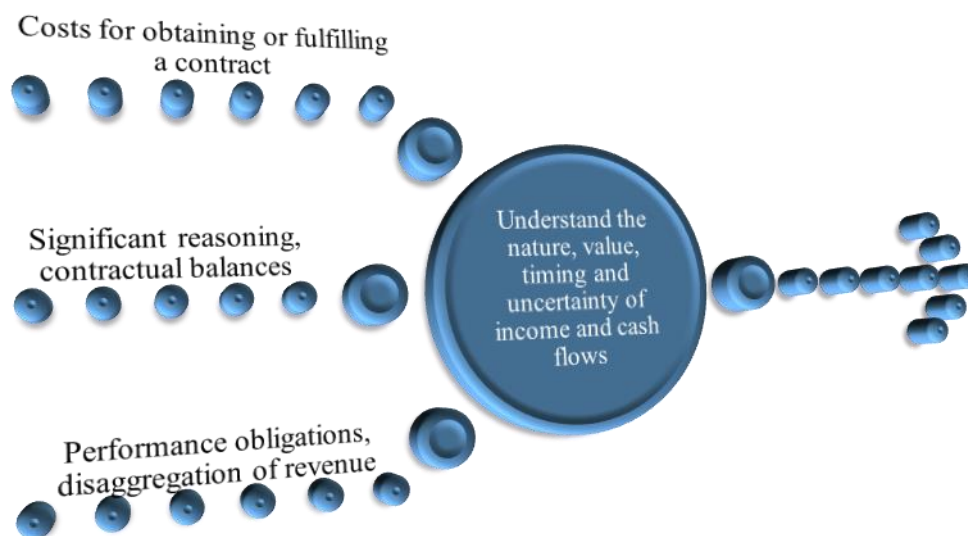 Costs for obtaining or fulfilling
a contract
Significant reasoning,
contractual balances
Performance obligations,
disaggregation of revenue
Understand the
nature, value,
timing and
uncertainty of
income and cash
flows